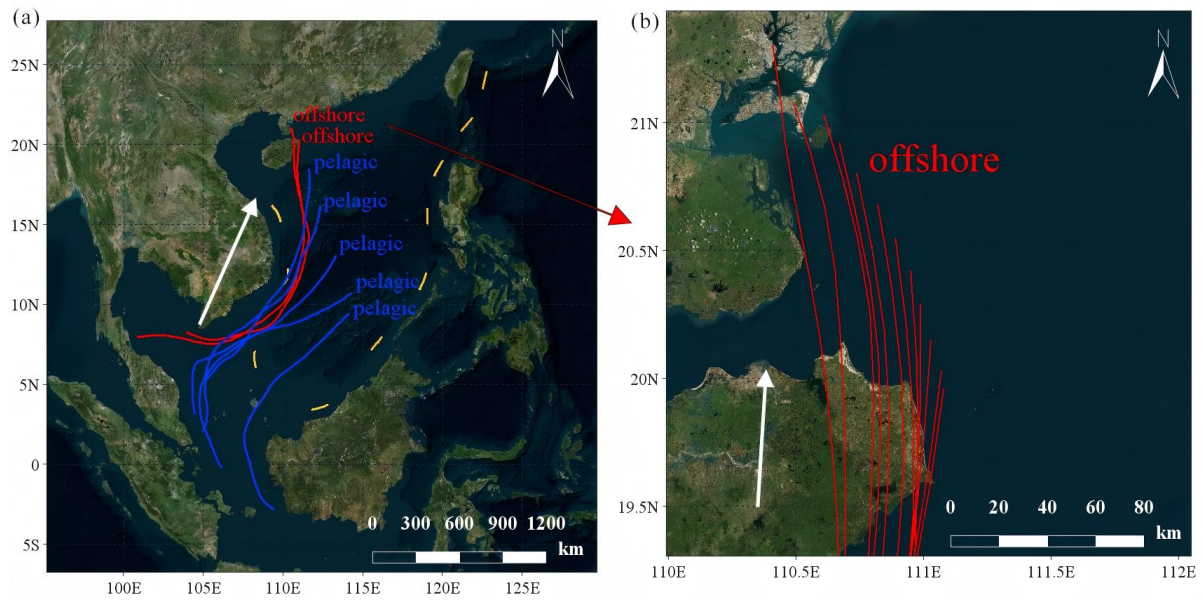 (a)
N
25N
20N
15N
10N
5N
0
5S
offshore
offshore
pelagic
pelagic
pelagic
pelagic
pelagic
0 300 600 900 1200
km
100E 105E 110E 115E 120E 125E
(b)
N
21N
20.5N
20N
19.5N
offshore
0 20 40 60 80
km
110E 110.5E 111E 111.5E 112E